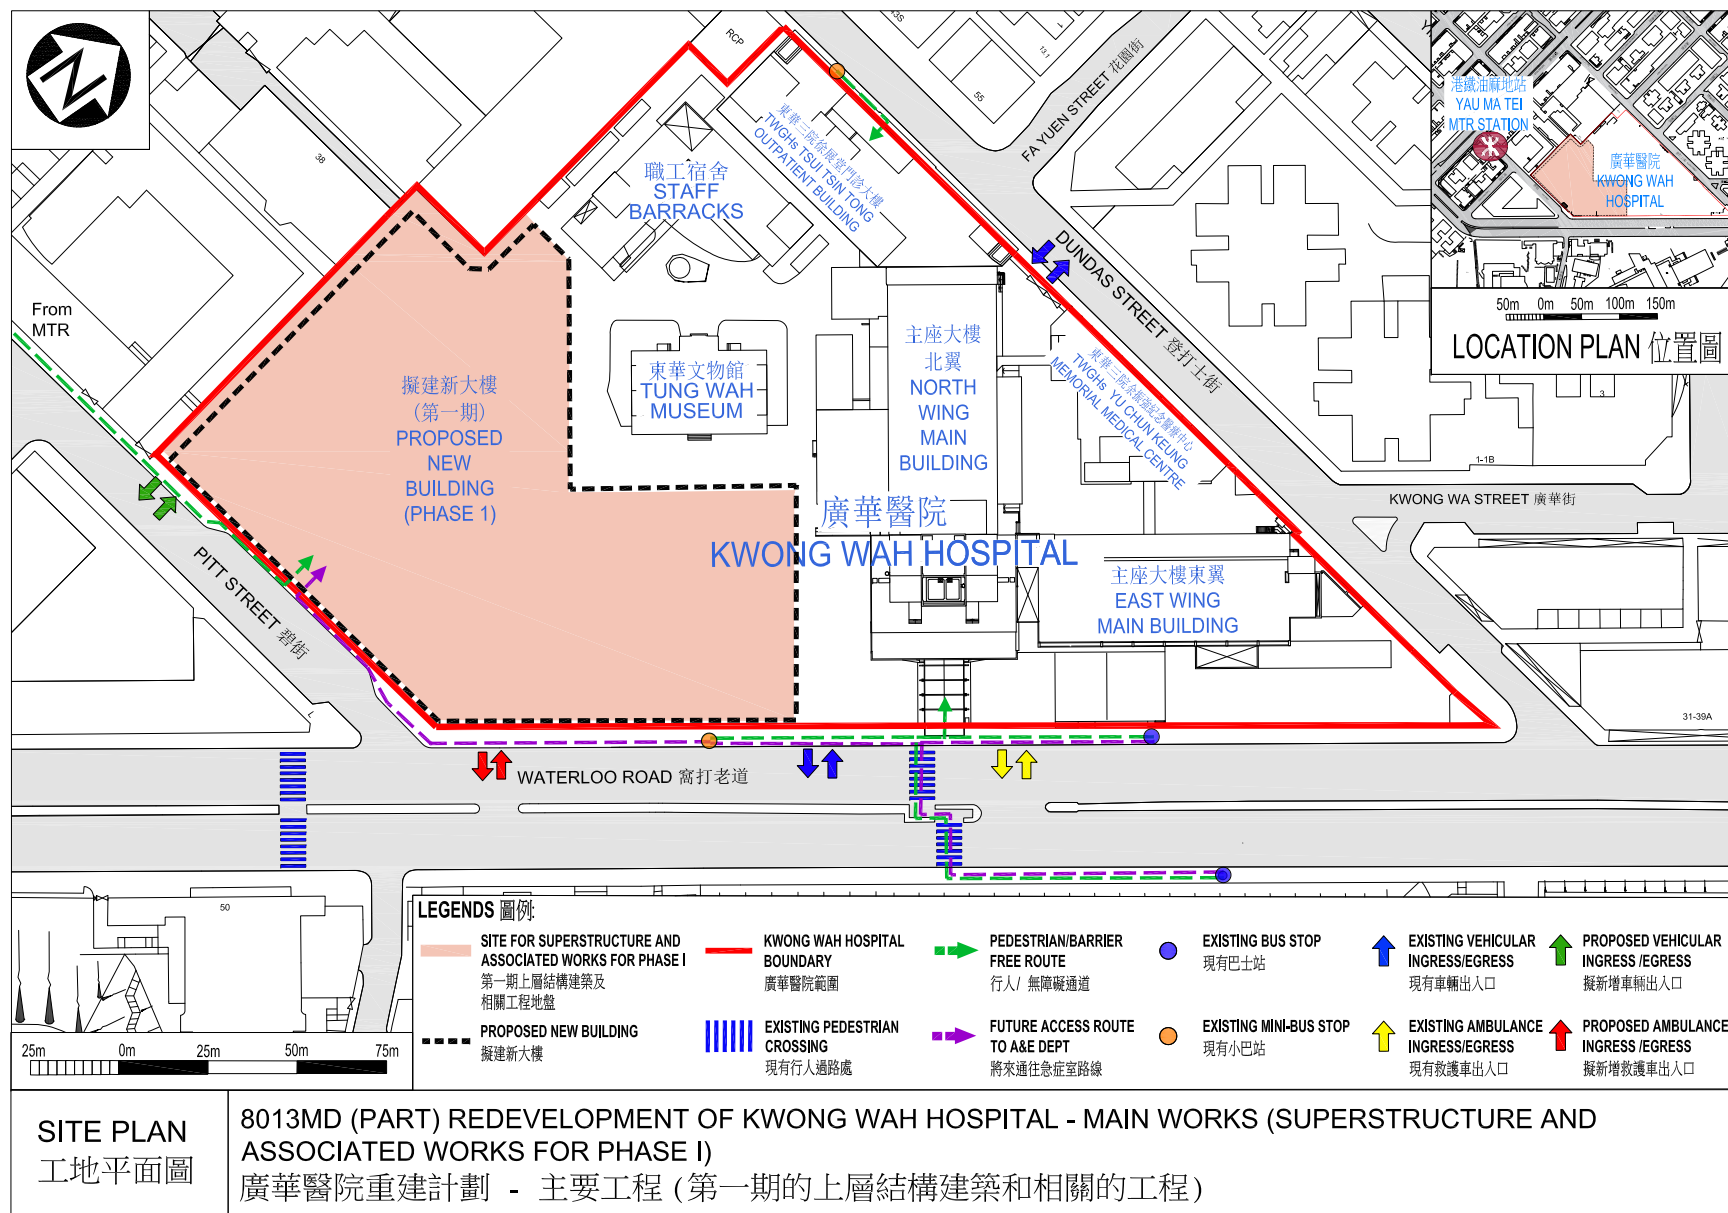 N
RCP
43S
13.1
55
38
FA YUEN STREET 花園街
東華三院徐展堂門診大樓
TWGHs TSUI TSIN TONG
OUTPATIENT BUILDING
職工宿舍
STAFF
BARRACKS
港鐵油麻地站
YAU MA TEI
MTR STATION
廣華醫院
KWONG WAH
HOSPITAL
50m 0m 50m 100m 150m
LOCATION PLAN 位置圖
From
MTR
DUNDAS STREET 登打士街
主座大樓
北翼
NORTH
WING
MAIN
BUILDING
東華文物館
TUNG WAH
MUSEUM
擬建新大樓
(第一期)
PROPOSED
NEW
BUILDING
(PHASE 1)
東華三院余振強紀念醫療中心
TWGHs YU CHUN KEUNG
MEMORIAL MEDICAL CENTRE
3
1-1B
KWONG WA STREET 廣華街
廣華醫院
KWONG WAH HOSPITAL
主座大樓東翼
EAST WING
MAIN BUILDING
PITT STREET 碧街
31-39A
WATERLOO ROAD 窩打老道
50
LEGENDS 圖例:
SITE FOR SUPERSTRUCTURE AND
ASSOCIATED WORKS FOR PHASE I
第一期上層結構建築及
相關工程地盤
PROPOSED NEW BUILDING
擬建新大樓
KWONG WAH HOSPITAL
BOUNDARY
廣華醫院範圍
EXISTING PEDESTRIAN
CROSSING
現有行人過路處
PEDESTRIAN/BARRIER
FREE ROUTE
行人/ 無障礙通道
FUTURE ACCESS ROUTE
TO A&E DEPT
將來通往急症室路線
EXISTING BUS STOP
現有巴士站
EXISTING MINI-BUS STOP
現有小巴站
EXISTING VEHICULAR
INGRESS/EGRESS
現有車輛出入口
EXISTING AMBULANCE
INGRESS/EGRESS
現有救護車出入口
PROPOSED VEHICULAR
INGRESS /EGRESS
擬新增車輛出入口
PROPOSED AMBULANCE
INGRESS /EGRESS
擬新增救護車出入口
25m 0m 25m 50m 75m
SITE PLAN
工地平面圖
8013MD (PART) REDEVELOPMENT OF KWONG WAH HOSPITAL - MAIN WORKS (SUPERSTRUCTURE AND
ASSOCIATED WORKS FOR PHASE I)
廣華醫院重建計劃 - 主要工程 (第一期的上層結構建築和相關的工程)